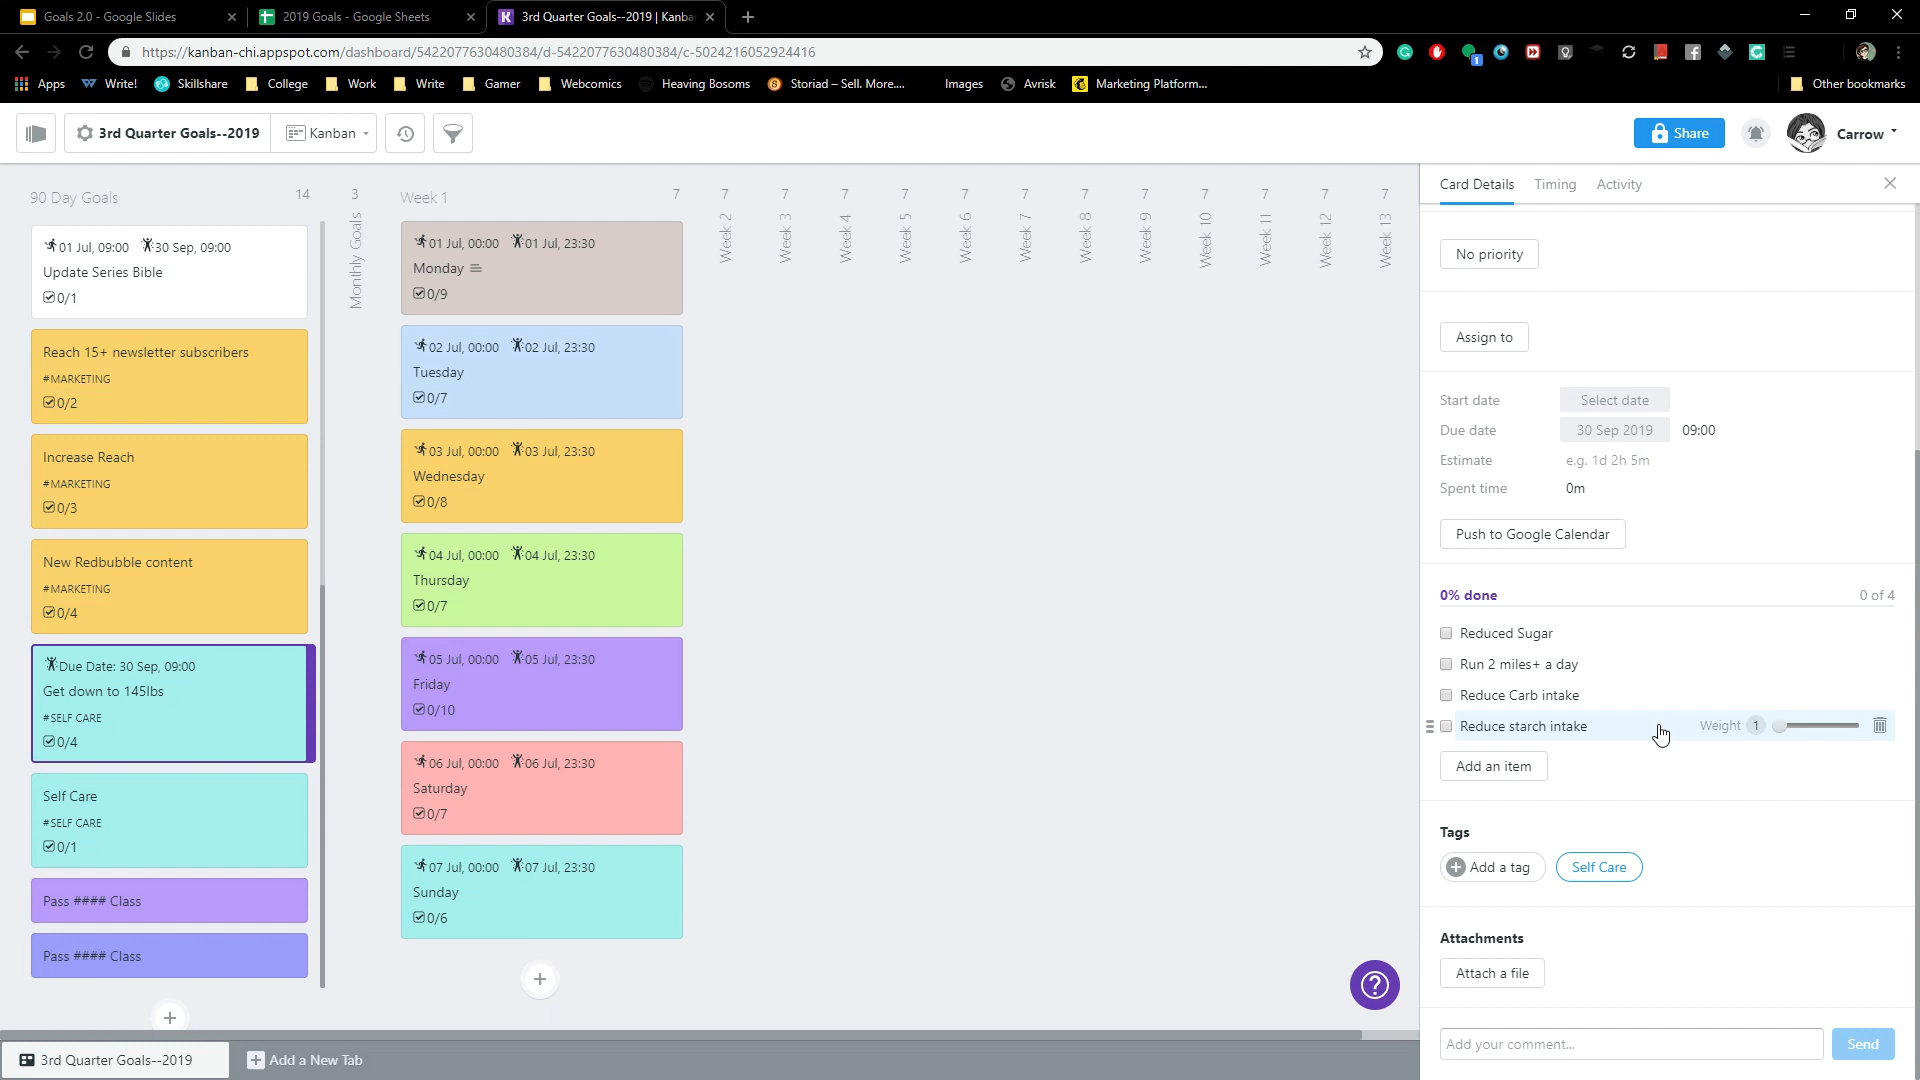 Goals 2.0 - Google Slides
2019 Goals - Google Sheets
3rd Quarter Goals--2019 | Kanba
https://kanban-chi.appspot.com/dashboard/5422077630480384/d-5422077630480384/c-5024216052924416
1
Apps
Write!
Skillshare
College
Work
Write
Gamer
Webcomics
Heaving Bosoms
Storiad – Sell. More....
Images
Avrisk
Marketing Platform...
Other bookmarks
3rd Quarter Goals--2019
Kanban
Share
Carrow
90 Day Goals
14
01 Jul, 09:00 30 Sep, 09:00
Update Series Bible
0/1
Reach 15+ newsletter subscribers
#MARKETING
0/2
Increase Reach
#MARKETING
0/3
New Redbubble content
#MARKETING
0/4
Due Date: 30 Sep, 09:00
Get down to 145lbs
#SELF CARE
0/4
Self Care
#SELF CARE
0/1
Pass #### Class
Pass #### Class
3
Monthly Goals
Week 1
7
01 Jul, 00:00 01 Jul, 23:30
Monday
0/9
02 Jul, 00:00 02 Jul, 23:30
Tuesday
0/7
03 Jul, 00:00 03 Jul, 23:30
Wednesday
0/8
04 Jul, 00:00 04 Jul, 23:30
Thursday
0/7
05 Jul, 00:00 05 Jul, 23:30
Friday
0/10
06 Jul, 00:00 06 Jul, 23:30
Saturday
0/7
07 Jul, 00:00 07 Jul, 23:30
Sunday
0/6
7
Week 2
7
Week 3
7
Week 4
7
Week 5
7
Week 6
7
Week 7
7
Week 8
7
Week 9
7
Week 10
7
Week 11
7
Week 12
7
Week 13
Card Details
Timing
Activity
No priority
Assign to
Start date Select date
Due date 30 Sep 2019 09:00
Estimate e.g. 1d 2h 5m
Spent time 0m
Push to Google Calendar
0% done 0 of 4
Reduced Sugar
Run 2 miles+ a day
Reduce Carb intake
Reduce starch intake Weight 1
Add an item
Tags
Add a tag Self Care
Attachments
Attach a file
Add your comment...
Send
3rd Quarter Goals--2019
Add a New Tab